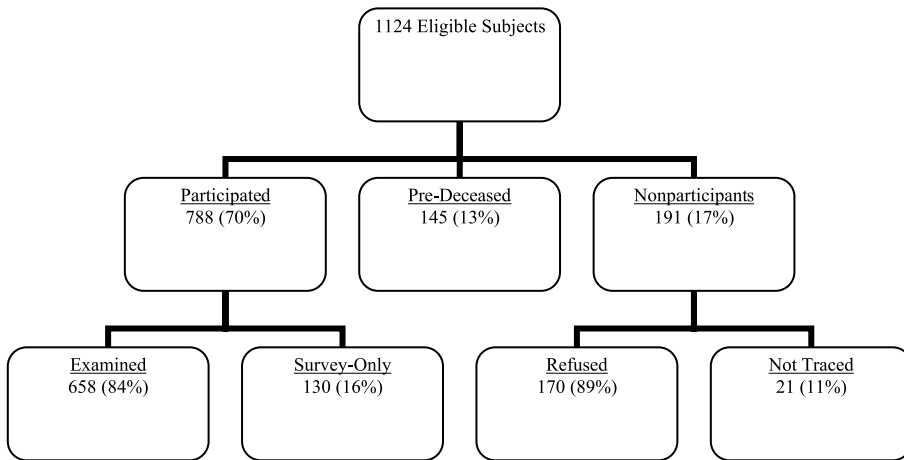 1124 Eligible Subjects
Participated
788 (70%)
Pre-Deceased
145 (13%)
Nonparticipants
191 (17%)
Examined
658 (84%)
Survey-Only
130 (16%)
Refused
170 (89%)
Not Traced
21 (11%)